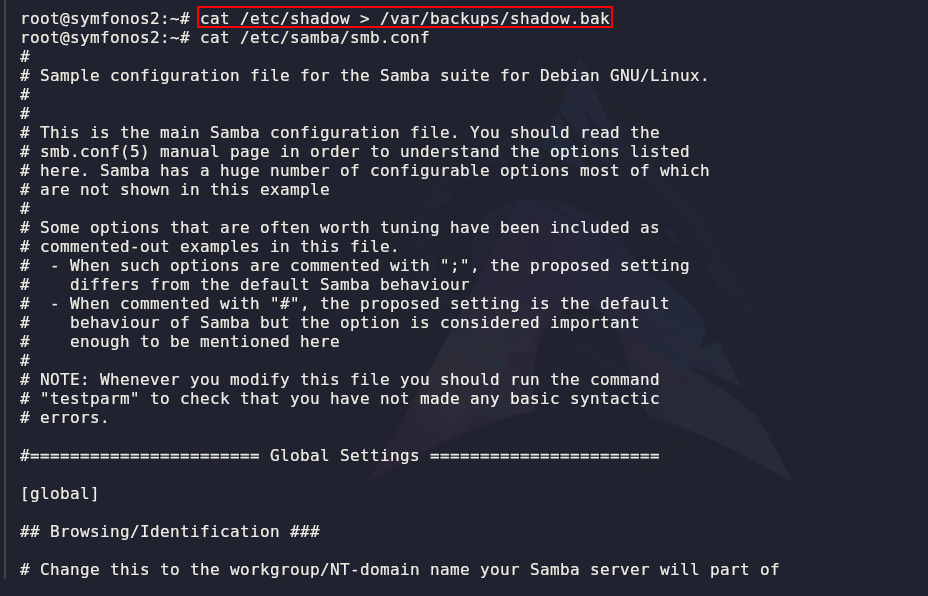 root@symfonos2:~# cat /etc/shadow > /var/backups/shadow.bak
root@symfonos2:~# cat /etc/samba/smb.conf
#
# Sample configuration file for the Samba suite for Debian GNU/Linux.
#
#
# This is the main Samba configuration file. You should read the
# smb.conf(5) manual page in order to understand the options listed
# here. Samba has a huge number of configurable options most of which
# are not shown in this example
#
# Some options that are often worth tuning have been included as
# commented-out examples in this file.
#  - When such options are commented with ";", the proposed setting
#    differs from the default Samba behaviour
#  - When commented with "#", the proposed setting is the default
#    behaviour of Samba but the option is considered important
#    enough to be mentioned here
#
# NOTE: Whenever you modify this file you should run the command
# "testparm" to check that you have not made any basic syntactic
# errors.

#======================= Global Settings =======================

[global]

## Browsing/Identification ###

# Change this to the workgroup/NT-domain name your Samba server will part of